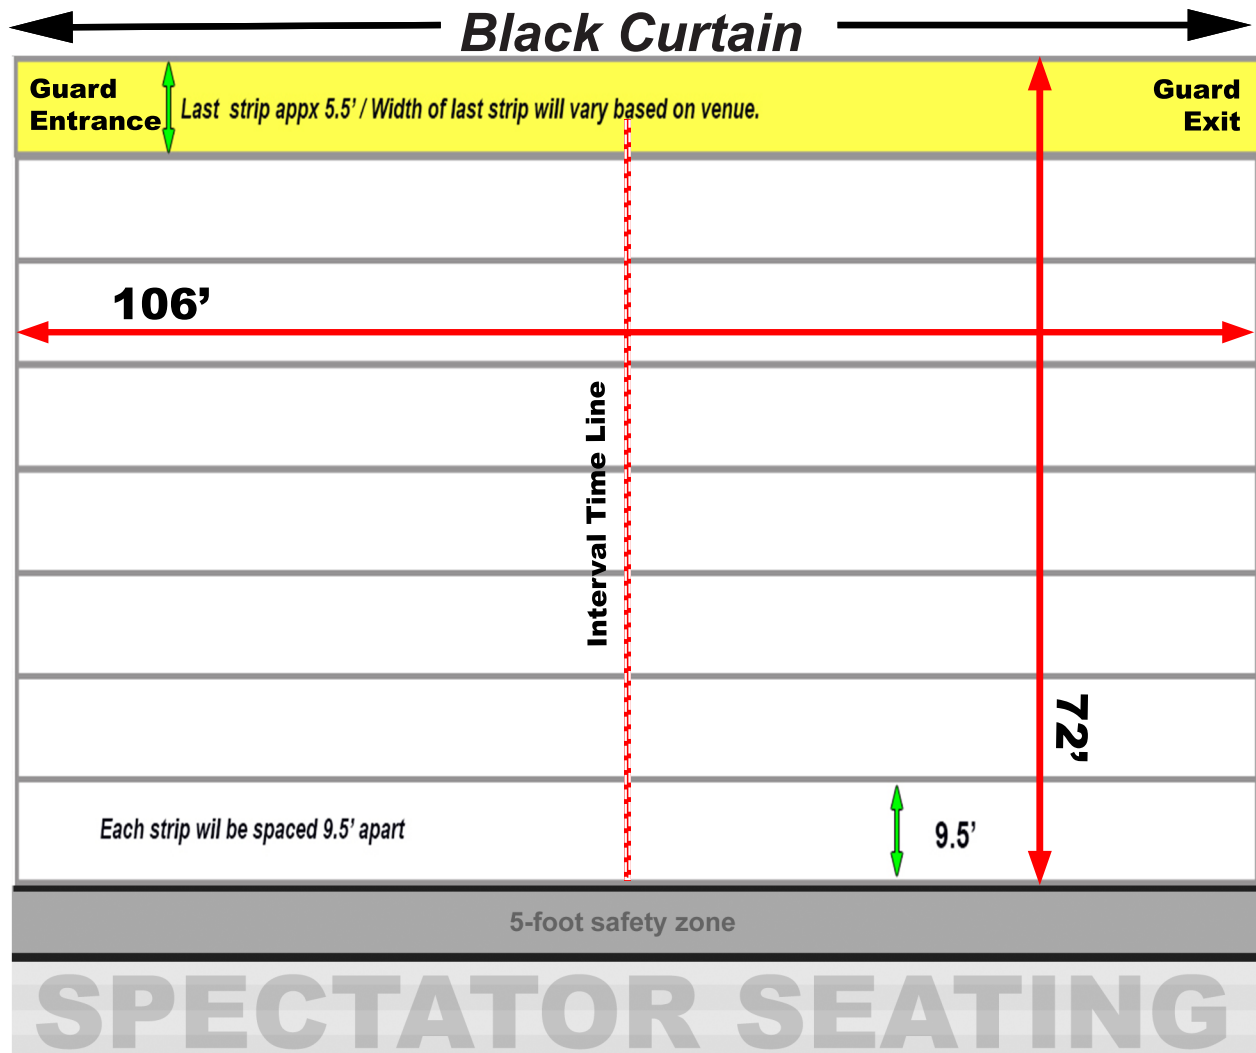 Black Curtain
Guard
Entrance
Last strip appx 5.5’ / Width of last strip will vary based on venue.
Guard
Exit
106’
Interval Time Line
72’
Each strip wil be spaced 9.5’ apart
9.5’
5-foot safety zone
SPECTATOR SEATING